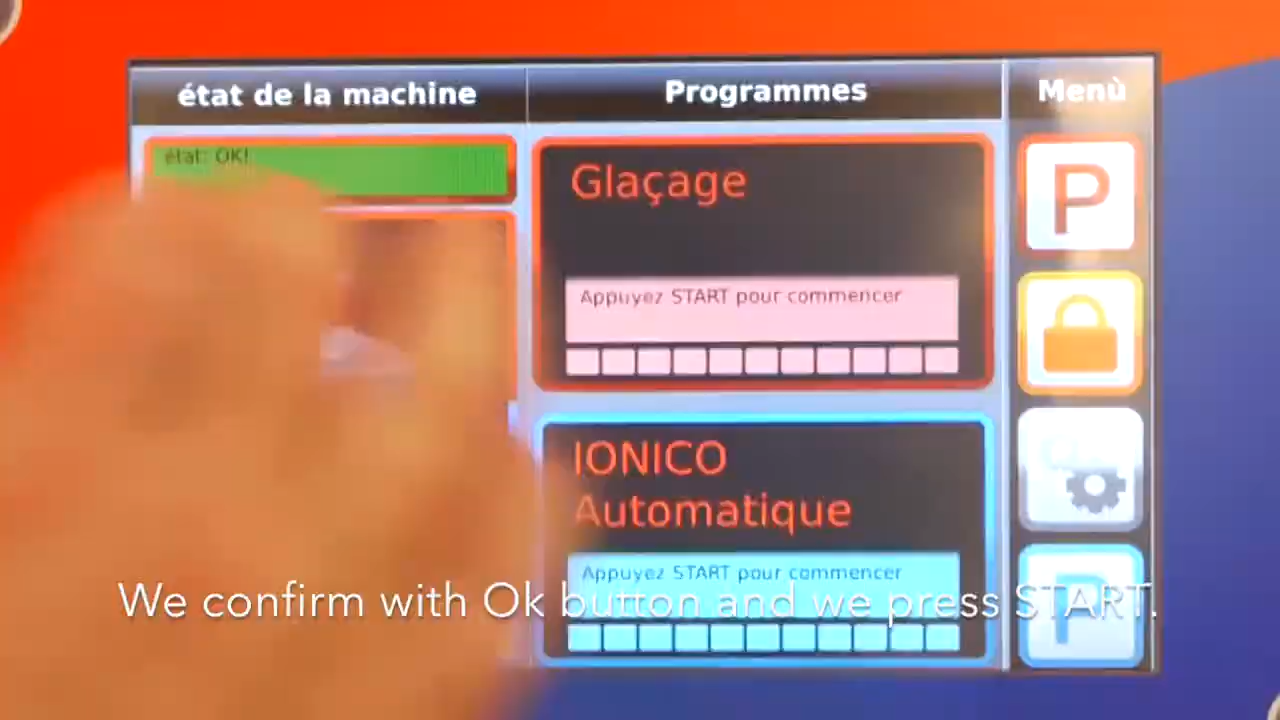 état de la machine
Programmes
Menù
état: OK!
Glaçage
P
Appuyez START pour commencer
IONICO
Automatique
Appuyez START pour commencer
P
We confirm with Ok button and we press START.